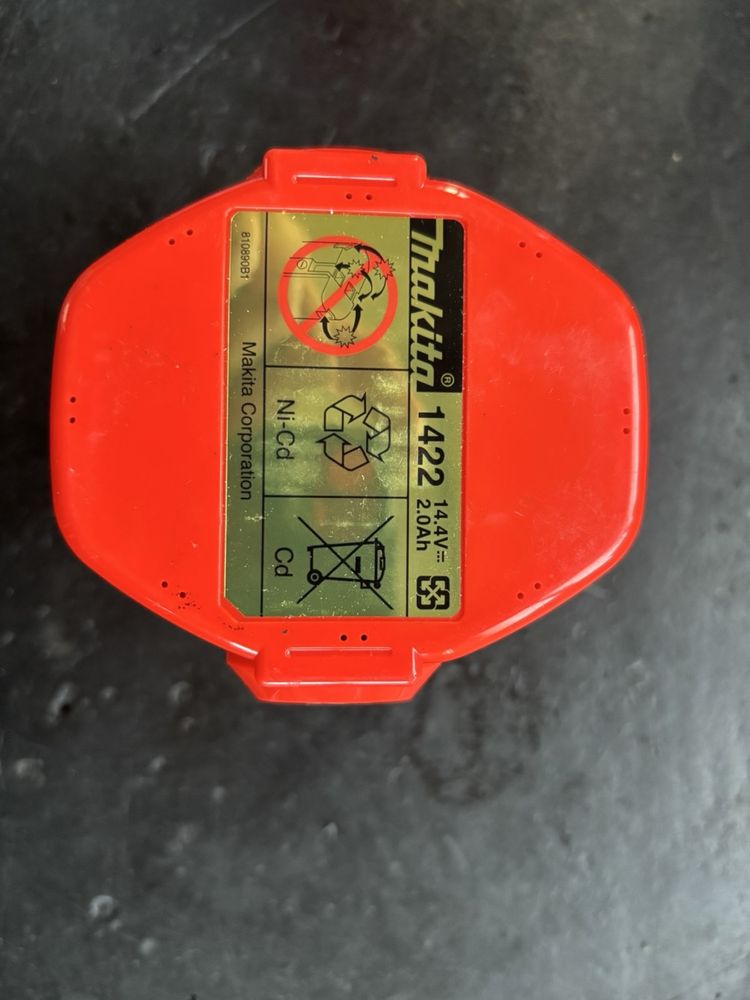 makita® 1422 14.4V⎓
2.0Ah
Ni-Cd
Cd
Makita Corporation
810890B1